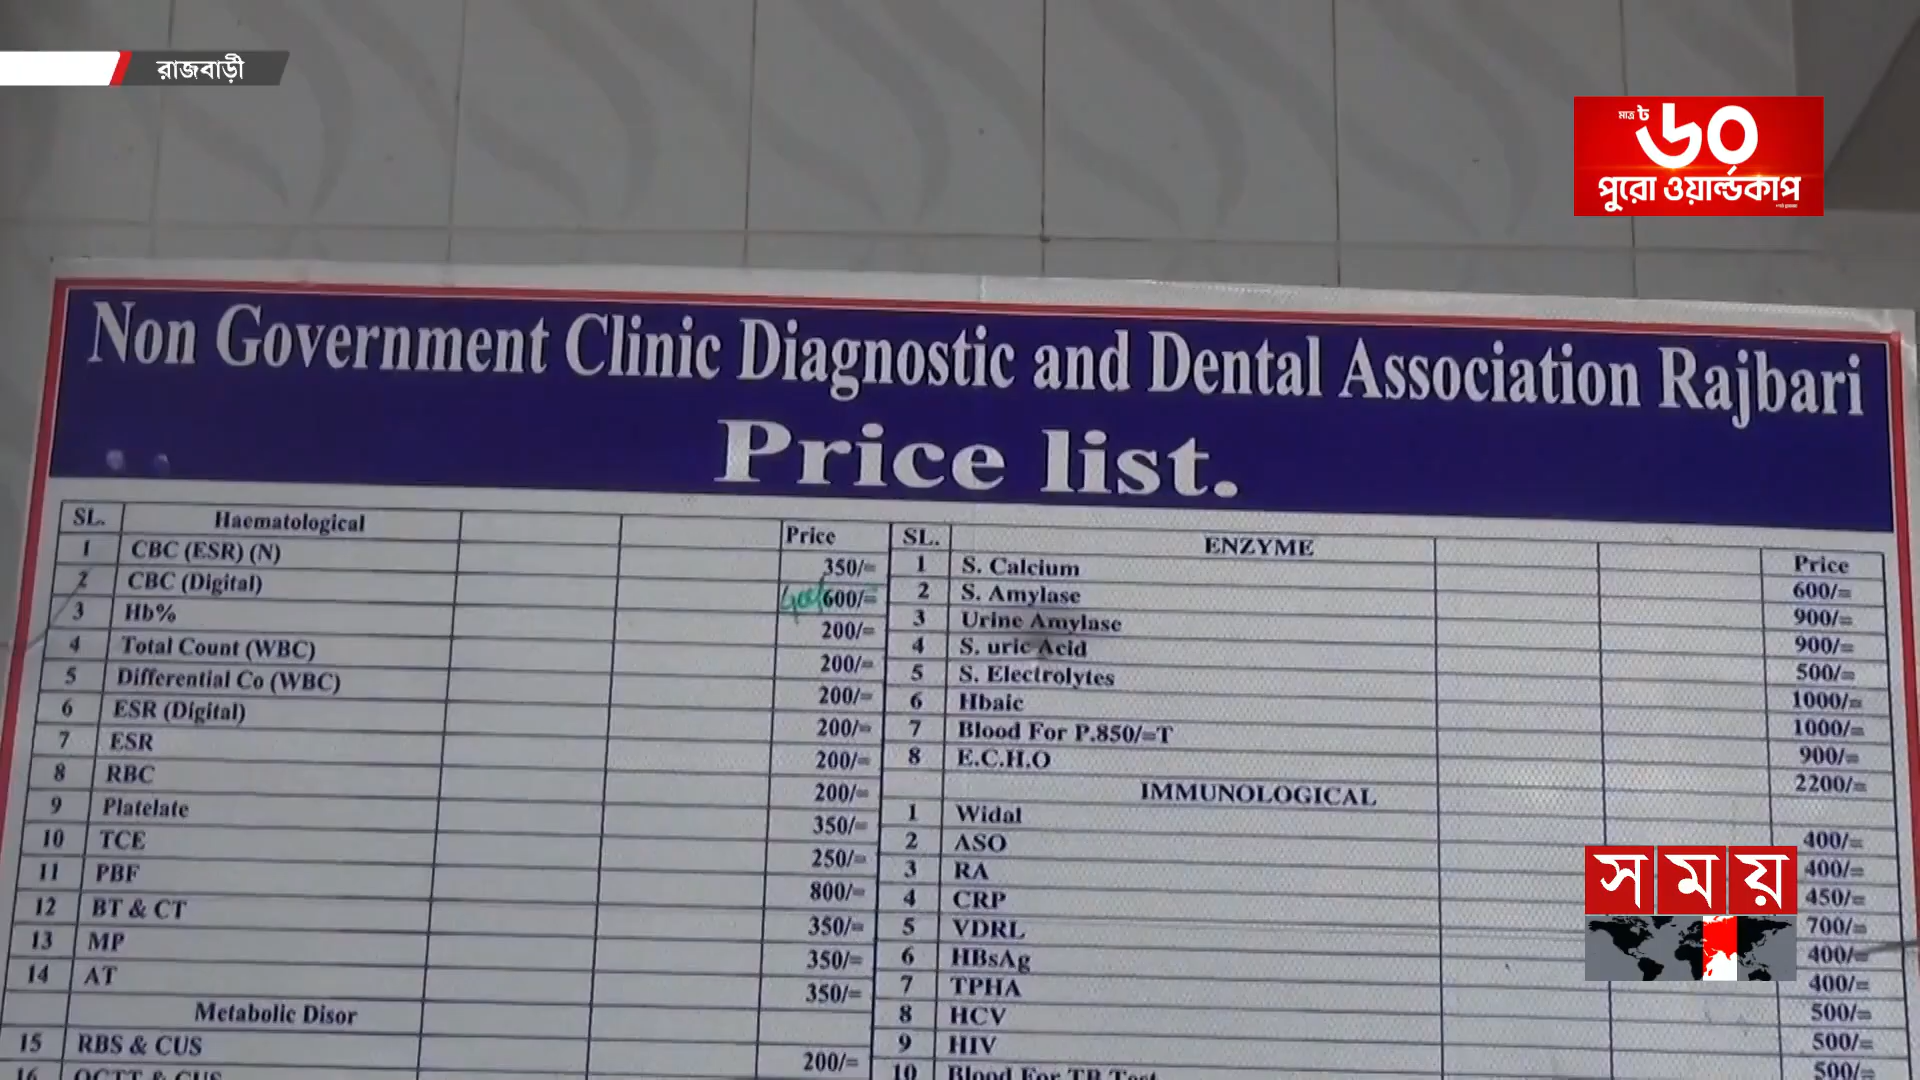 রাজবাড়ী
মাত্র ৳ ৬০
পুরো ওয়ার্ল্ডকাপ
Non Government Clinic Diagnostic and Dental Association Rajbari
Price list.
SL. Haematological Price
1 CBC (ESR) (N) 350/=
2 CBC (Digital) 600/=
3 Hb% 200/=
4 Total Count (WBC) 200/=
5 Differential Co (WBC) 200/=
6 ESR (Digital) 200/=
7 ESR 200/=
8 RBC 200/=
9 Platelate 350/=
10 TCE 250/=
11 PBF 800/=
12 BT & CT 350/=
13 MP 350/=
14 AT 350/=
Metabolic Disor
15 RBS & CUS 200/=
16
SL. ENZYME Price
1 S. Calcium 600/=
2 S. Amylase 900/=
3 Urine Amylase 900/=
4 S. uric Acid 500/=
5 S. Electrolytes 1000/=
6 Hbaic 1000/=
7 Blood For P.850/=T 900/=
8 E.C.H.O 2200/=
IMMUNOLOGICAL
1 Widal 400/=
2 ASO 400/=
3 RA 450/=
4 CRP 700/=
5 VDRL 400/=
6 HBsAg 400/=
7 TPHA 500/=
8 HCV 500/=
9 HIV 500/=
10 Blood For TB Test
সময়